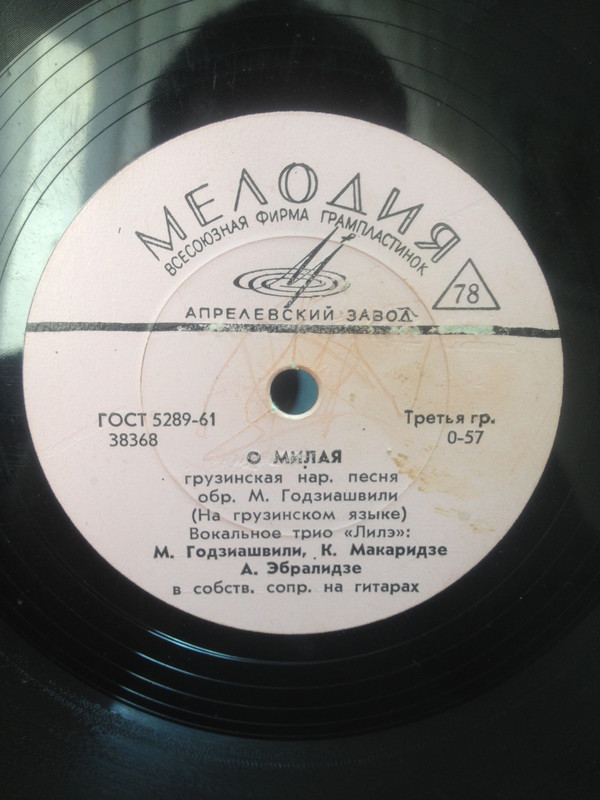 МЕЛОДИЯ
ВСЕСОЮЗНАЯ ФИРМА ГРАМПЛАСТИНОК
78
АПРЕЛЕВСКИЙ ЗАВОД
ГОСТ 5289-61
38368
Третья гр.
0-57
О МИЛАЯ
грузинская нар. песня
обр. М. Годзиашвили
(На грузинском языке)
Вокальное трио «Лилэ»:
М. Годзиашвили, К. Макаридзе
А. Эбралидзе
в собств. сопр. на гитарах